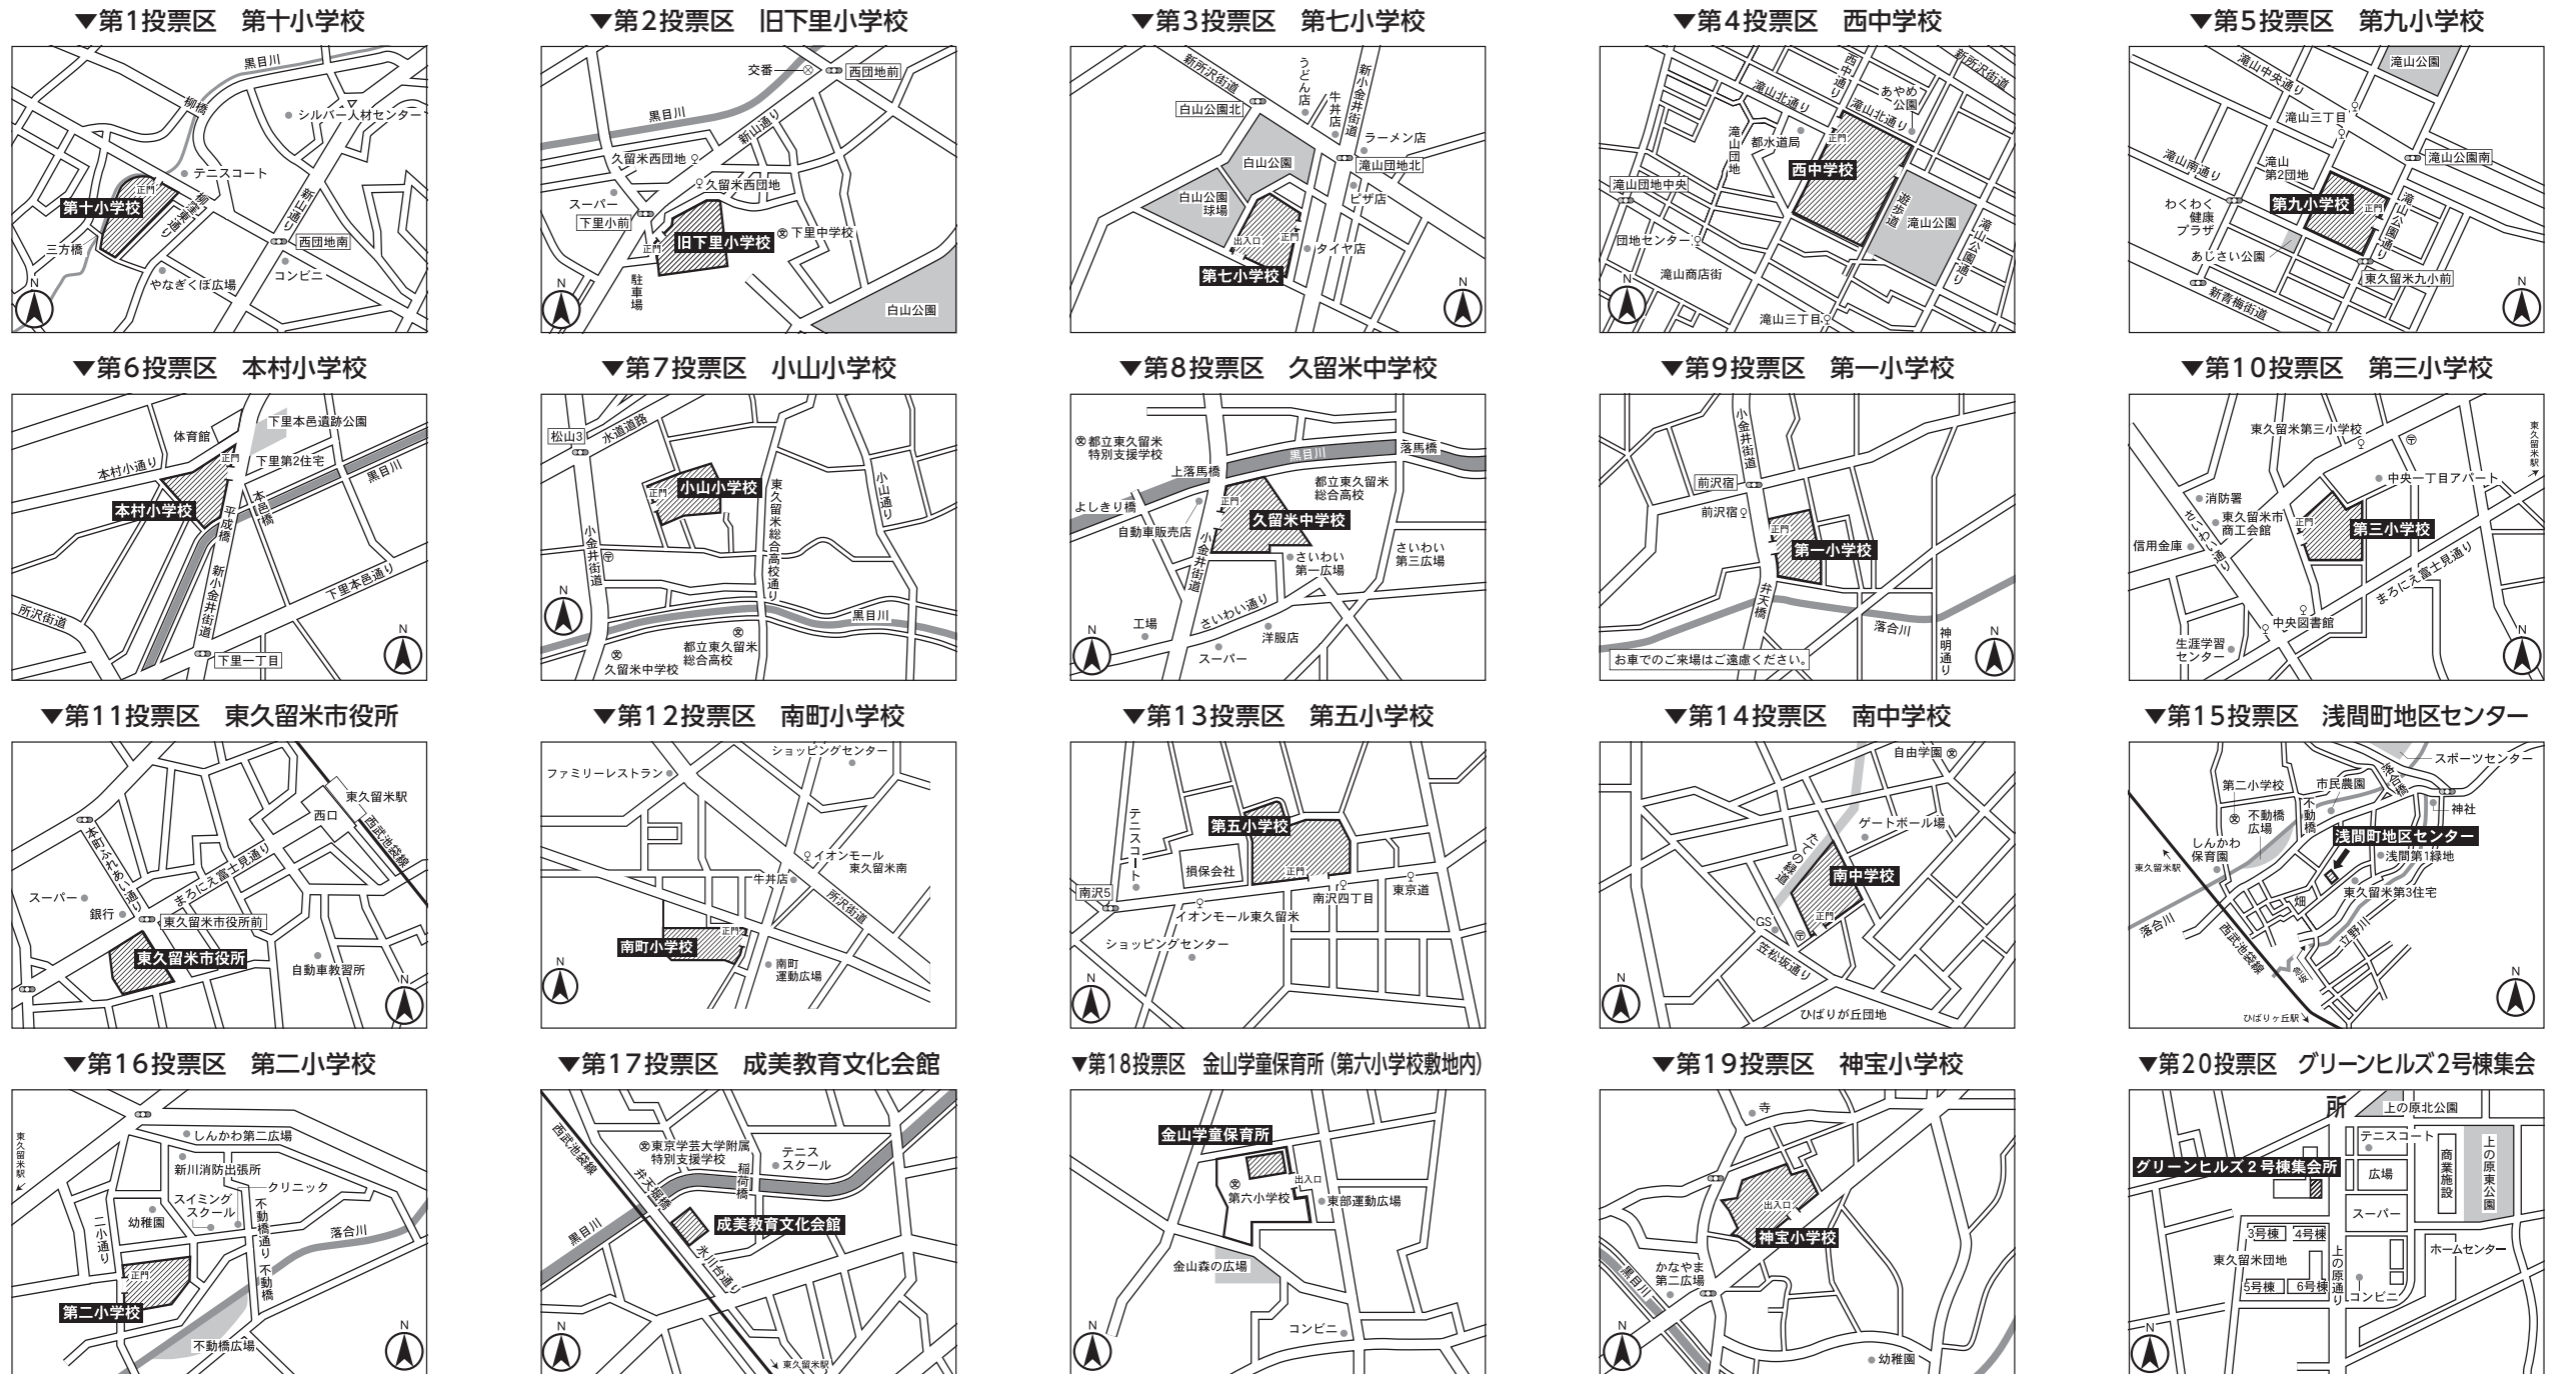 ▼第1投票区　第十小学校
黒目川
柳橋
シルバー人材センター
テニスコート
正門
第十小学校
柳窪東通り
新山通り
三方橋
西団地南
コンビニ
やなぎくぼ広場
N
▼第2投票区　旧下里小学校
交番
西団地前
黒目川
新山通り
久留米西団地
久留米西団地
スーパー
下里小前
正門
旧下里小学校
下里中学校
駐車場
白山公園
N
▼第3投票区　第七小学校
新所沢街道
うどん店
牛丼店
新小金井街道
白山公園北
ラーメン店
白山公園
滝山団地北
白山公園
球場
ピザ店
出入口
正門
タイヤ店
第七小学校
N
▼第4投票区　西中学校
西中通り
新所沢街道
滝山北通り
あやめ
公園
滝山北通り
滝山団地
都水道局
正門
西中学校
滝山団地中央
遊歩道
滝山公園
滝山公園通り
団地センター
滝山商店街
滝山三丁目
N
▼第5投票区　第九小学校
滝山中央通り
滝山公園
滝山三丁目
滝山南通り
滝山
第2団地
滝山公園南
わくわく
健康
プラザ
第九小学校
正門
滝山公園通り
あじさい公園
東久留米九小前
新青梅街道
N
▼第6投票区　本村小学校
下里本邑遺跡公園
体育館
本村小通り
正門
下里第2住宅
黒目川
本村小学校
本邑橋
平成橋
新小金井街道
下里本邑通り
所沢街道
下里一丁目
N
▼第7投票区　小山小学校
松山3
水道道路
正門
小山小学校
東久留米総合高校通り
小山通り
小金井街道
黒目川
都立東久留米
総合高校
久留米中学校
N
▼第8投票区　久留米中学校
都立東久留米
特別支援学校
黒目川
落馬橋
上落馬橋
都立東久留米
総合高校
正門
よしきり橋
自動車販売店
久留米中学校
小金井街道
さいわい
第一広場
さいわい
第三広場
さいわい通り
工場
洋服店
スーパー
N
▼第9投票区　第一小学校
小金井街道
前沢宿
前沢宿
正門
第一小学校
弁天橋
落合川
神明通り
お車でのご来場はご遠慮ください。
N
▼第10投票区　第三小学校
東久留米第三小学校
東久留米駅
中央一丁目アパート
消防署
東久留米市
商工会館
さいわい通り
正門
第三小学校
信用金庫
まろにえ富士見通り
中央図書館
生涯学習
センター
N
▼第11投票区　東久留米市役所
東久留米駅
西口
西武池袋線
本町ふれあい通り
まろにえ富士見通り
スーパー
銀行
東久留米市役所前
東久留米市役所
自動車教習所
N
▼第12投票区　南町小学校
ショッピングセンター
ファミリーレストラン
イオンモール
東久留米南
牛丼店
所沢街道
正門
南町小学校
南町
運動広場
N
▼第13投票区　第五小学校
テニスコート
第五小学校
損保会社
正門
南沢5
南沢四丁目
東京道
イオンモール東久留米
ショッピングセンター
N
▼第14投票区　南中学校
自由学園
ゲートボール場
たての緑道
南中学校
正門
GS
笠松坂通り
ひばりが丘団地
N
▼第15投票区　浅間町地区センター
スポーツセンター
落合橋
第二小学校
市民農園
不動橋
神社
不動橋
広場
浅間町地区センター
しんかわ
保育園
浅間第1緑地
東久留米駅
東久留米第3住宅
畑
落合川
立野川
西武池袋線
ひばりヶ丘駅
N
▼第16投票区　第二小学校
東久留米駅
しんかわ第二広場
新川消防出張所
クリニック
スイミング
スクール
幼稚園
不動橋通り
二小通り
落合川
正門
不動橋
第二小学校
不動橋広場
N
▼第17投票区　成美教育文化会館
西武池袋線
東京学芸大学附属
特別支援学校
テニス
スクール
稲荷橋
弁天堀橋
黒目川
成美教育文化会館
氷川台通り
東久留米駅
N
▼第18投票区　金山学童保育所（第六小学校敷地内）
金山学童保育所
出入口
第六小学校
東部運動広場
金山森の広場
コンビニ
N
▼第19投票区　神宝小学校
寺
出入口
神宝小学校
かなやま
第二広場
黒目川
幼稚園
N
▼第20投票区　グリーンヒルズ2号棟集会
所
上の原北公園
テニスコート
グリーンヒルズ2号棟集会所
広場
商業施設
上の原東公園
スーパー
3号棟
4号棟
東久留米団地
上の原通り
ホームセンター
5号棟
6号棟
コンビニ
N